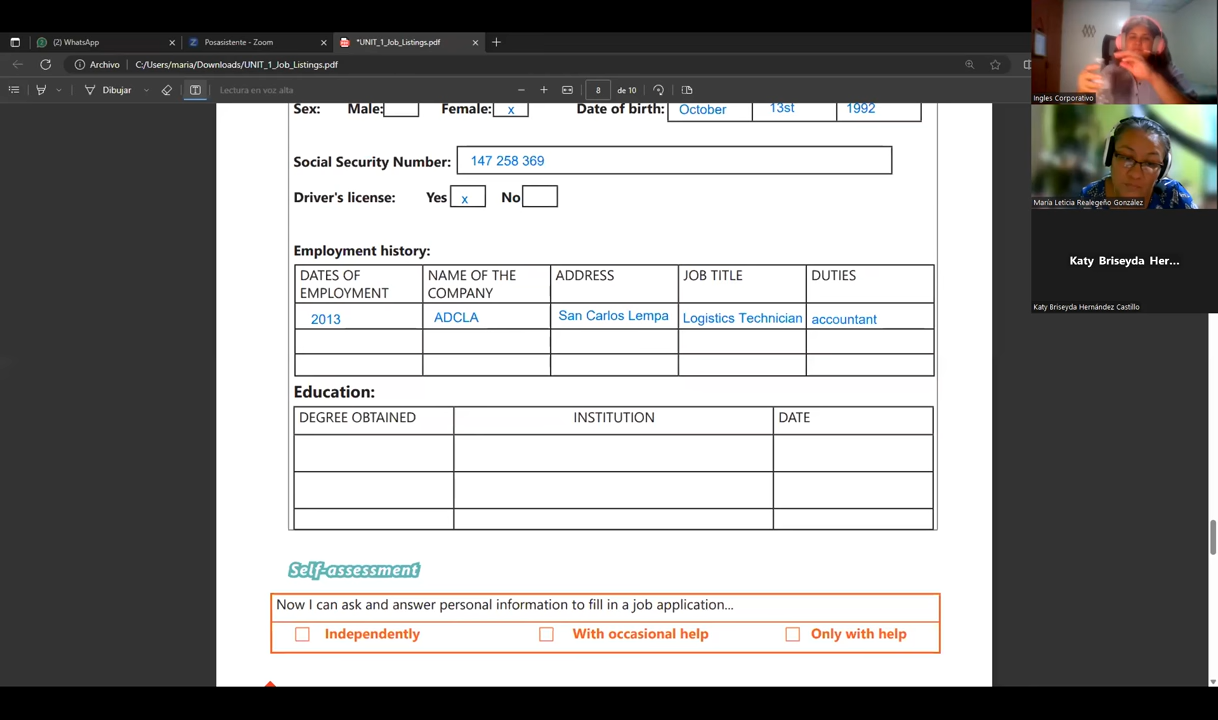 (2) WhatsApp
Posasistente - Zoom
*UNIT_1_Job_Listings.pdf
Archivo C:/Users/maria/Downloads/UNIT_1_Job_Listings.pdf
Dibujar Lectura en voz alta 8 de 10
Sex: Male: Female: x Date of birth: October 13st 1992
Social Security Number: 147 258 369
Driver's license: Yes x No
Employment history:
DATES OF EMPLOYMENT NAME OF THE COMPANY ADDRESS JOB TITLE DUTIES
2013 ADCLA San Carlos Lempa Logistics Technician accountant
Education:
DEGREE OBTAINED INSTITUTION DATE
Self-assessment
Now I can ask and answer personal information to fill in a job application...
Independently With occasional help Only with help
Ingles Corporativo
María Leticia Realegeño González
Katy Briseyda Her...
Katy Briseyda Hernández Castillo